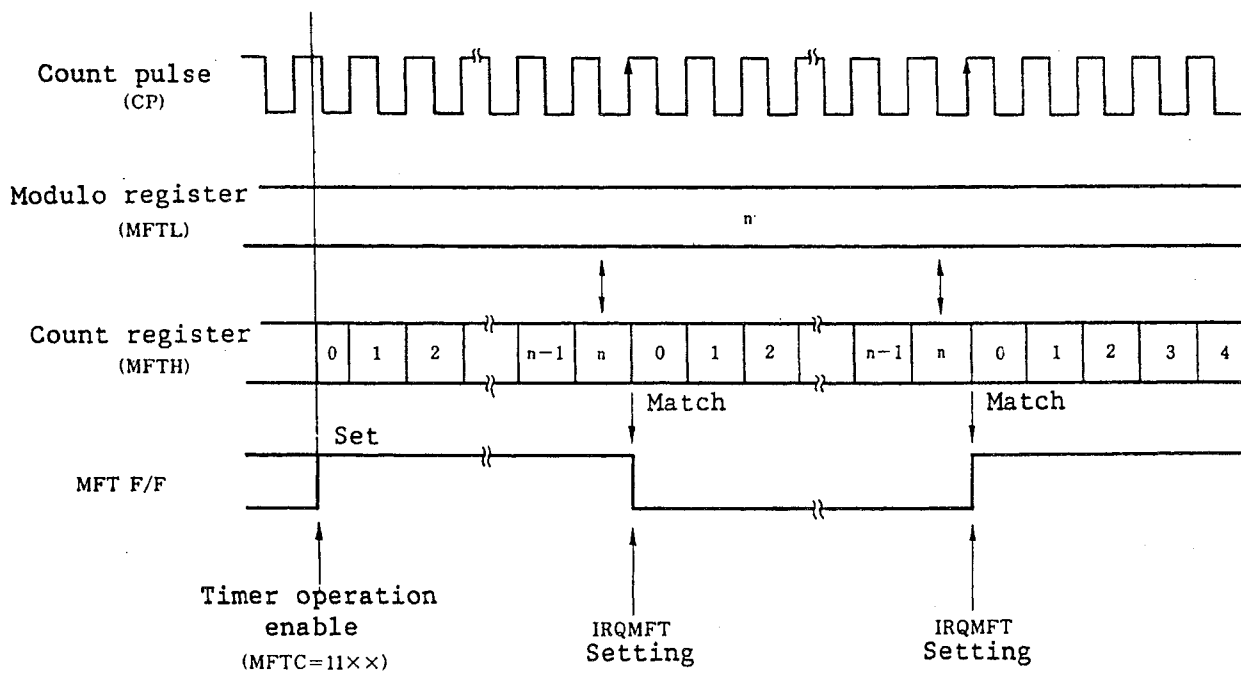 Count pulse
(CP)
Modulo register
(MFTL)
n
Count register
(MFTH)
0 1 2 n-1 n 0 1 2 n-1 n 0 1 2 3 4
Match Match
Set
MFT F/F
Timer operation
enable
(MFTC=11××)
IRQMFT
Setting
IRQMFT
Setting